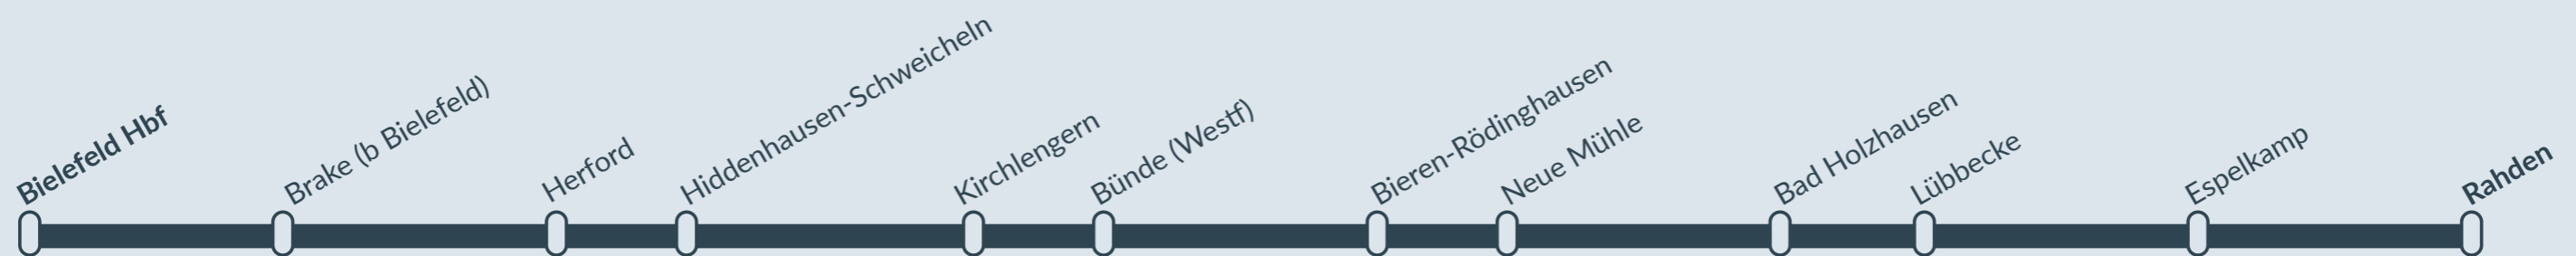 Bielefeld Hbf
Brake (b Bielefeld)
Herford
Hiddenhausen-Schweicheln
Kirchlengern
Bünde (Westf)
Bieren-Rödinghausen
Neue Mühle
Bad Holzhausen
Lübbecke
Espelkamp
Rahden